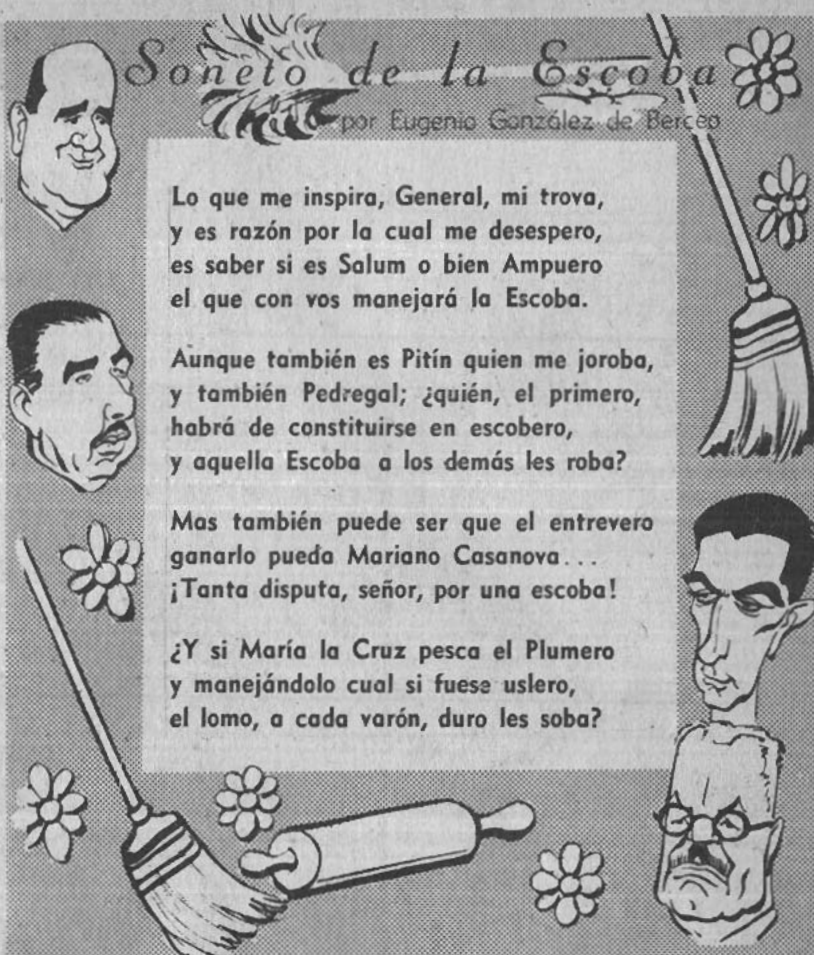 Soneto de la Escoba
por Eugenio González de Berceo
Lo que me inspira, General, mi trova,
y es razón por la cual me desespero,
es saber si es Salum o bien Ampuero
el que con vos manejará la Escoba.
Aunque también es Pitín quien me joroba,
y también Pedregal; ¿quién, el primero,
habrá de constituirse en escobero,
y aquella Escoba a los demás les roba?
Mas también puede ser que el entrevero
ganarlo pueda Mariano Casanova...
¡Tanta disputa, señor, por una escoba!
¿Y si María la Cruz pesca el Plumero
y manejándolo cual si fuese uslero,
el lomo, a cada varón, duro les soba?